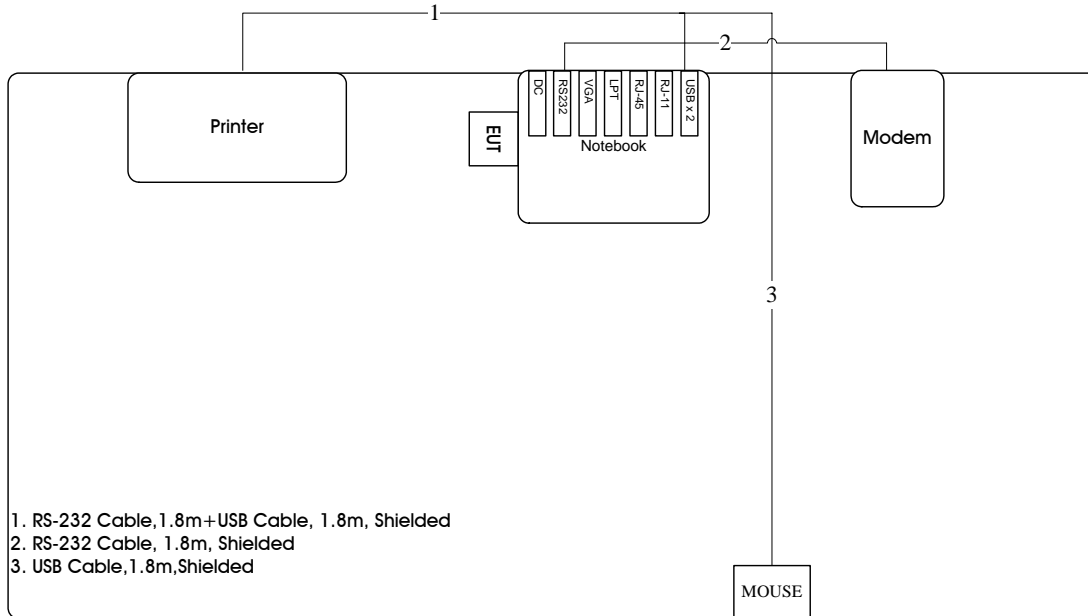 1
2
Printer
EUT
DC
RS232
VGA
LPT
RJ-45
RJ-11
USB x 2
Notebook
Modem
3
1. RS-232 Cable,1.8m+USB Cable, 1.8m, Shielded
2. RS-232 Cable, 1.8m, Shielded
3. USB Cable,1.8m,Shielded
MOUSE